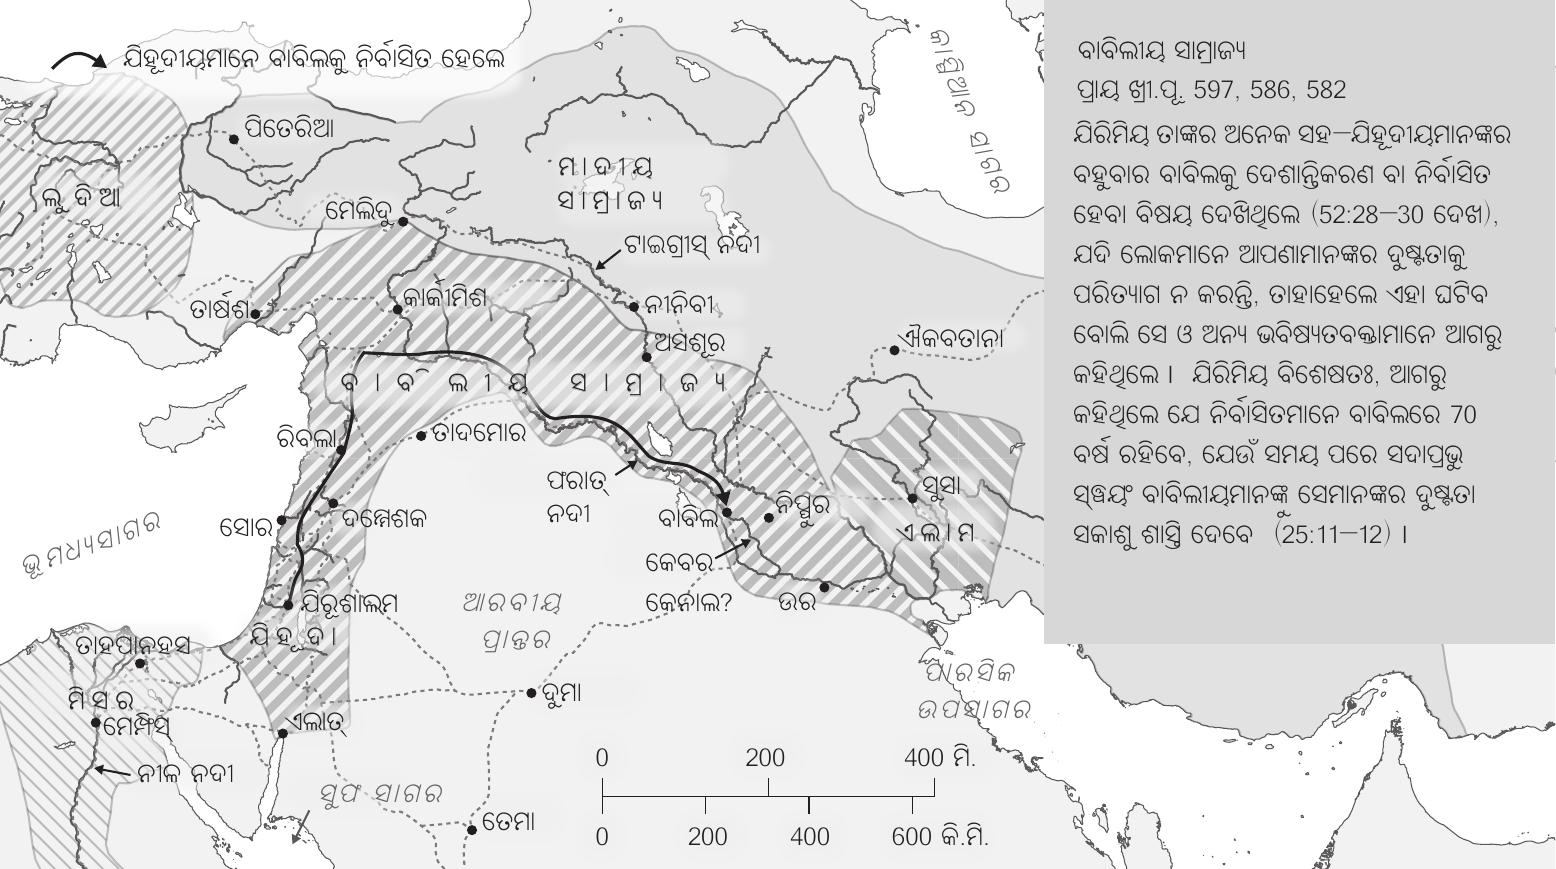 ଯିହୂଦୀୟମାନେ ବାବିଲକୁ ନିର୍ବାସିତ ହେଲେ
କାସ୍ପିଆନ ସାଗର
ପିତେରିଆ
ମାଦୀୟ
ସାମ୍ରାଜ୍ୟ
ଲୁଦିଆ
ମେଲିଦୁ
ଟାଇଗ୍ରୀସ୍ ନଦୀ
ତାର୍ଷଶ
କାର୍କୀମିଶ
ନୀନିବୀ
ଅସଶୂର
ଐକବତାନା
ବାବିଲୀୟ ସାମ୍ରାଜ୍ୟ
ରିବଲା
ତାଦମୋର
ଫରାତ୍
ନଦୀ
ସୁସା
ଏଲାମ
ନିପ୍ପୁର
ବାବିଲ
ସୋର
ଦମ୍ମେଶକ
ଭୂମଧ୍ୟସାଗର
କେବର
କେନାଲ?
ଉର
ଯିରୂଶାଲମ
ଯିହୂଦା
ଆରବୀୟ
ପ୍ରାନ୍ତର
ତାହପାନହସ
ମିସର
ମେମ୍ଫିସ୍
ଏଲାତ୍
ଦୁମା
ପାରସିକ
ଉପସାଗର
ନୀଳ ନଦୀ
ସୁଫ ସାଗର
ତେମା
0 200 400 ମି.
0 200 400 600 କି.ମି.
ବାବିଲୀୟ ସାମ୍ରାଜ୍ୟ
ପ୍ରାୟ ଖ୍ରୀ.ପୂ. 597, 586, 582
ଯିରିମିୟ ତାଙ୍କର ଅନେକ ସହ—ଯିହୂଦୀୟମାନଙ୍କର
ବହୁବାର ବାବିଲକୁ ଦେଶାନ୍ତିକରଣ ବା ନିର୍ବାସିତ
ହେବା ବିଷୟ ଦେଖିଥିଲେ (52:28—30 ଦେଖ),
ଯଦି ଲୋକମାନେ ଆପଣାମାନଙ୍କର ଦୁଷ୍ଟତାକୁ
ପରିତ୍ୟାଗ ନ କରନ୍ତି, ତାହାହେଲେ ଏହା ଘଟିବ
ବୋଲି ସେ ଓ ଅନ୍ୟ ଭବିଷ୍ୟତବକ୍ତାମାନେ ଆଗରୁ
କହିଥିଲେ। ଯିରିମିୟ ବିଶେଷତଃ, ଆଗରୁ
କହିଥିଲେ ଯେ ନିର୍ବାସିତମାନେ ବାବିଲରେ 70
ବର୍ଷ ରହିବେ, ଯେଉଁ ସମୟ ପରେ ସଦାପ୍ରଭୁ
ସ୍ୱୟଂ ବାବିଲୀୟମାନଙ୍କୁ ସେମାନଙ୍କର ଦୁଷ୍ଟତା
ସକାଶୁ ଶାସ୍ତି ଦେବେ (25:11—12)।